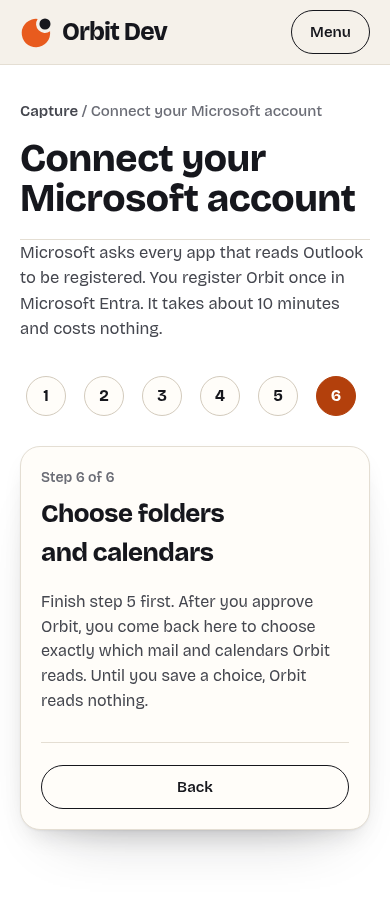 Orbit Dev
Menu
Capture / Connect your Microsoft account
Connect your
Microsoft account
Microsoft asks every app that reads Outlook
to be registered. You register Orbit once in
Microsoft Entra. It takes about 10 minutes
and costs nothing.
1 2 3 4 5 6
Step 6 of 6
Choose folders
and calendars
Finish step 5 first. After you approve
Orbit, you come back here to choose
exactly which mail and calendars Orbit
reads. Until you save a choice, Orbit
reads nothing.
Back